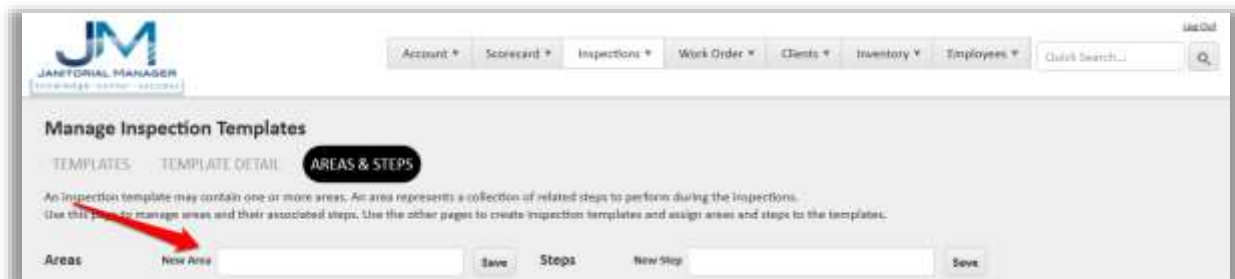 Log Out
JM
JANITORIAL MANAGER
Account Scorecard Inspections Work Order Clients Inventory Employees Quick Search...
Manage Inspection Templates
TEMPLATES TEMPLATE DETAIL AREAS & STEPS
An inspection template may contain one or more areas. An area represents a collection of related steps to perform during the inspections.
Use this page to manage areas and their associated steps. Use the other pages to create inspection templates and assign areas and steps to the templates.
Areas New Area Save Steps New Step Save